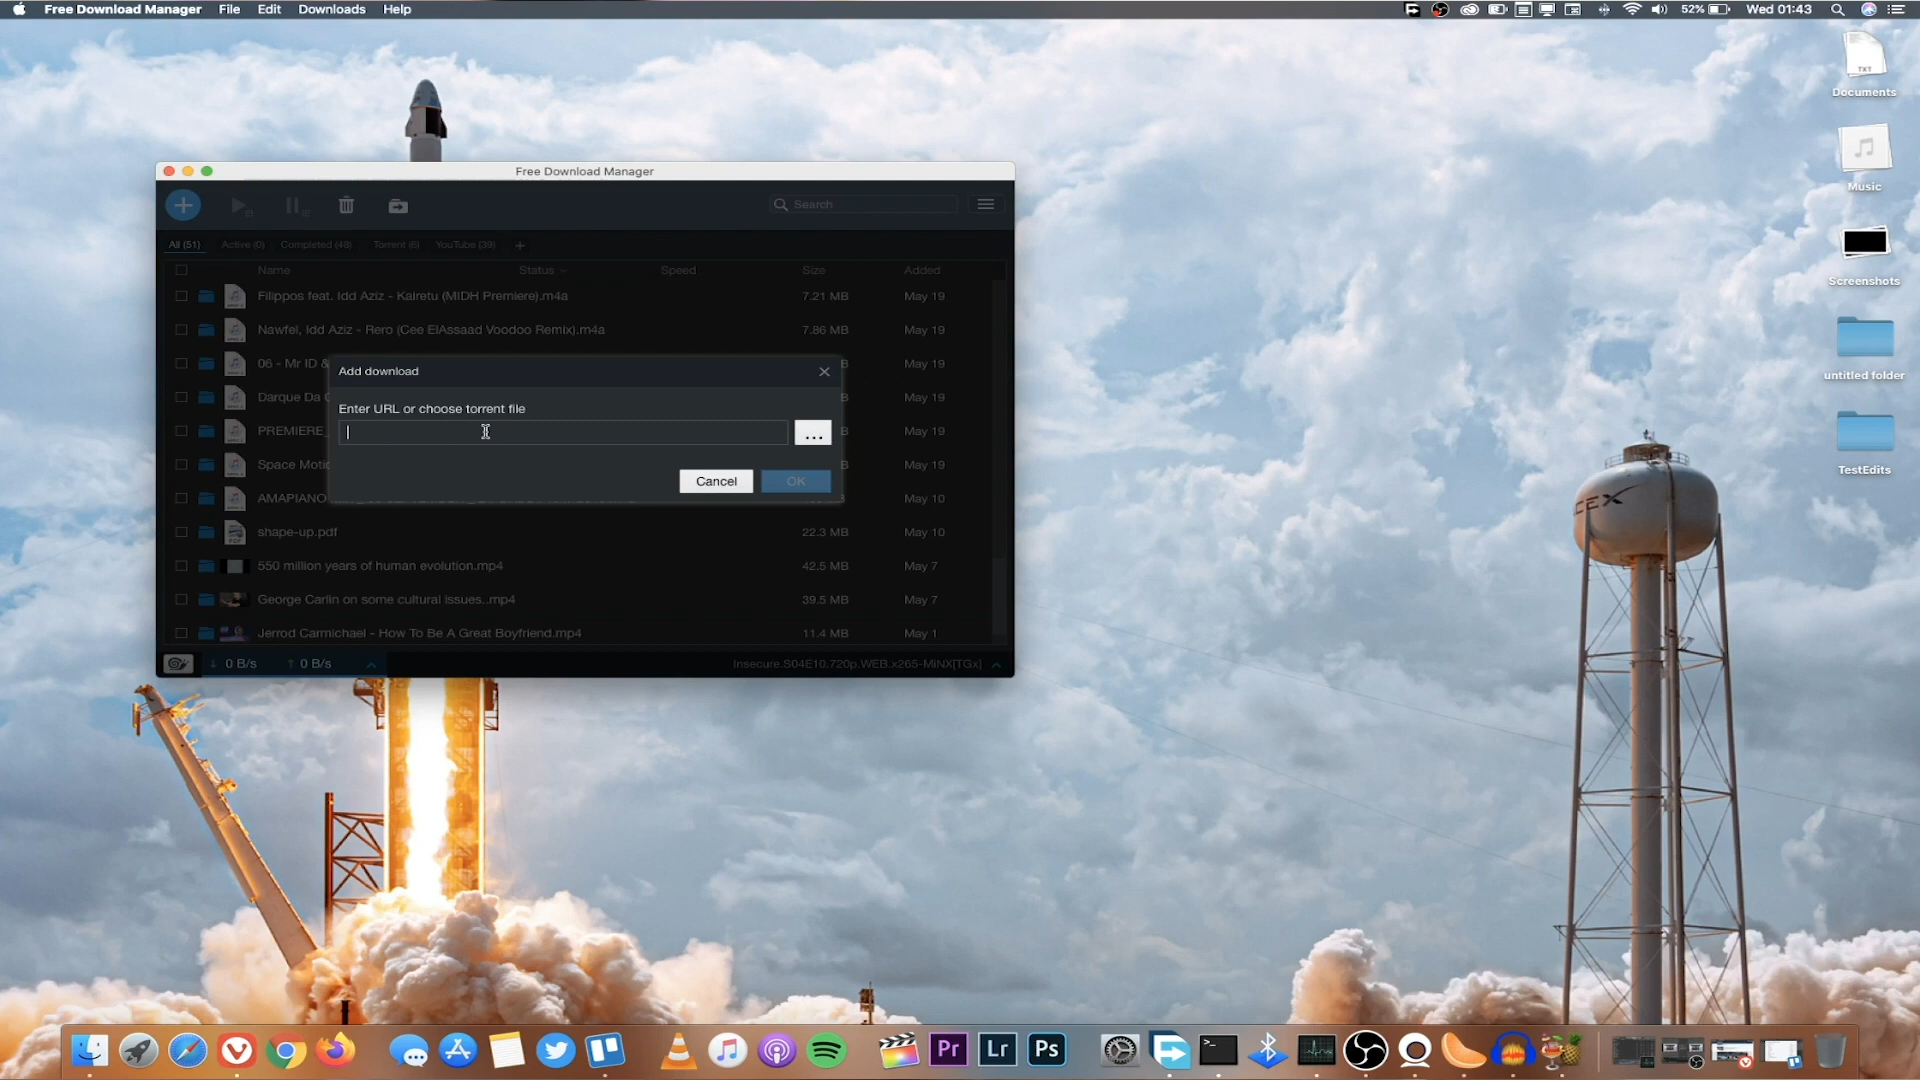 Free Download Manager File Edit Downloads Help 52% Wed 01:43
TXT
Documents
Music
Screenshots
untitled folder
TestEdits
Free Download Manager
Search
All (51) Active (0) Completed (48) Torrent (6) YouTube (39) +
Name Status Speed Size Added
Filippos feat. Idd Aziz - Kairetu (MIDH Premiere).m4a 7.21 MB May 19
Nawfel, Idd Aziz - Rero (Cee ElAssaad Voodoo Remix).m4a 7.86 MB May 19
06 - Mr ID & B May 19
Add download
Darque Da May 19
Enter URL or choose torrent file
PREMIERE_ B May 19
...
Space Motio B May 19
Cancel OK
AMAPIANO May 10
shape-up.pdf 22.3 MB May 10
PDF
550 million years of human evolution.mp4 42.5 MB May 7
George Carlin on some cultural issues..mp4 39.5 MB May 7
Jerrod Carmichael - How To Be A Great Boyfriend.mp4 11.4 MB May 1
↓ 0 B/s ↑ 0 B/s Insecure.S04E10.720p.WEB.x265-MiNX[TGx]
CEX
Pr Lr Ps